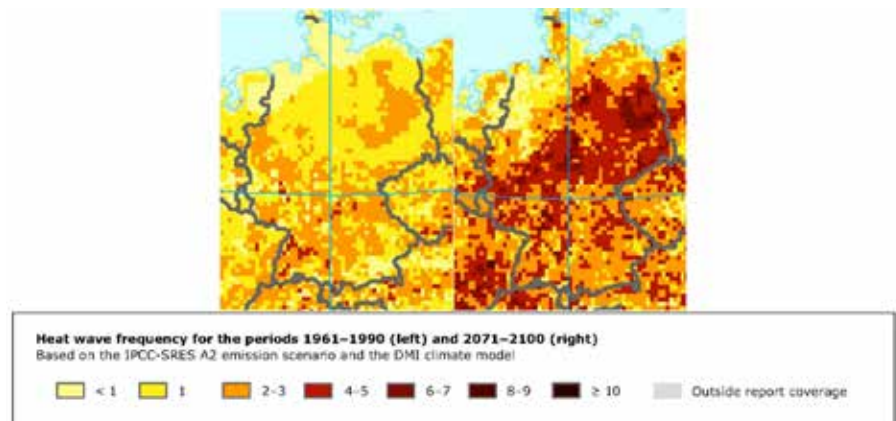 Heat wave frequency for the periods 1961–1990 (left) and 2071–2100 (right)
Based on the IPCC-SRES A2 emission scenario and the DMI climate model
< 1 1 2–3 4–5 6–7 8–9 ≥ 10 Outside report coverage